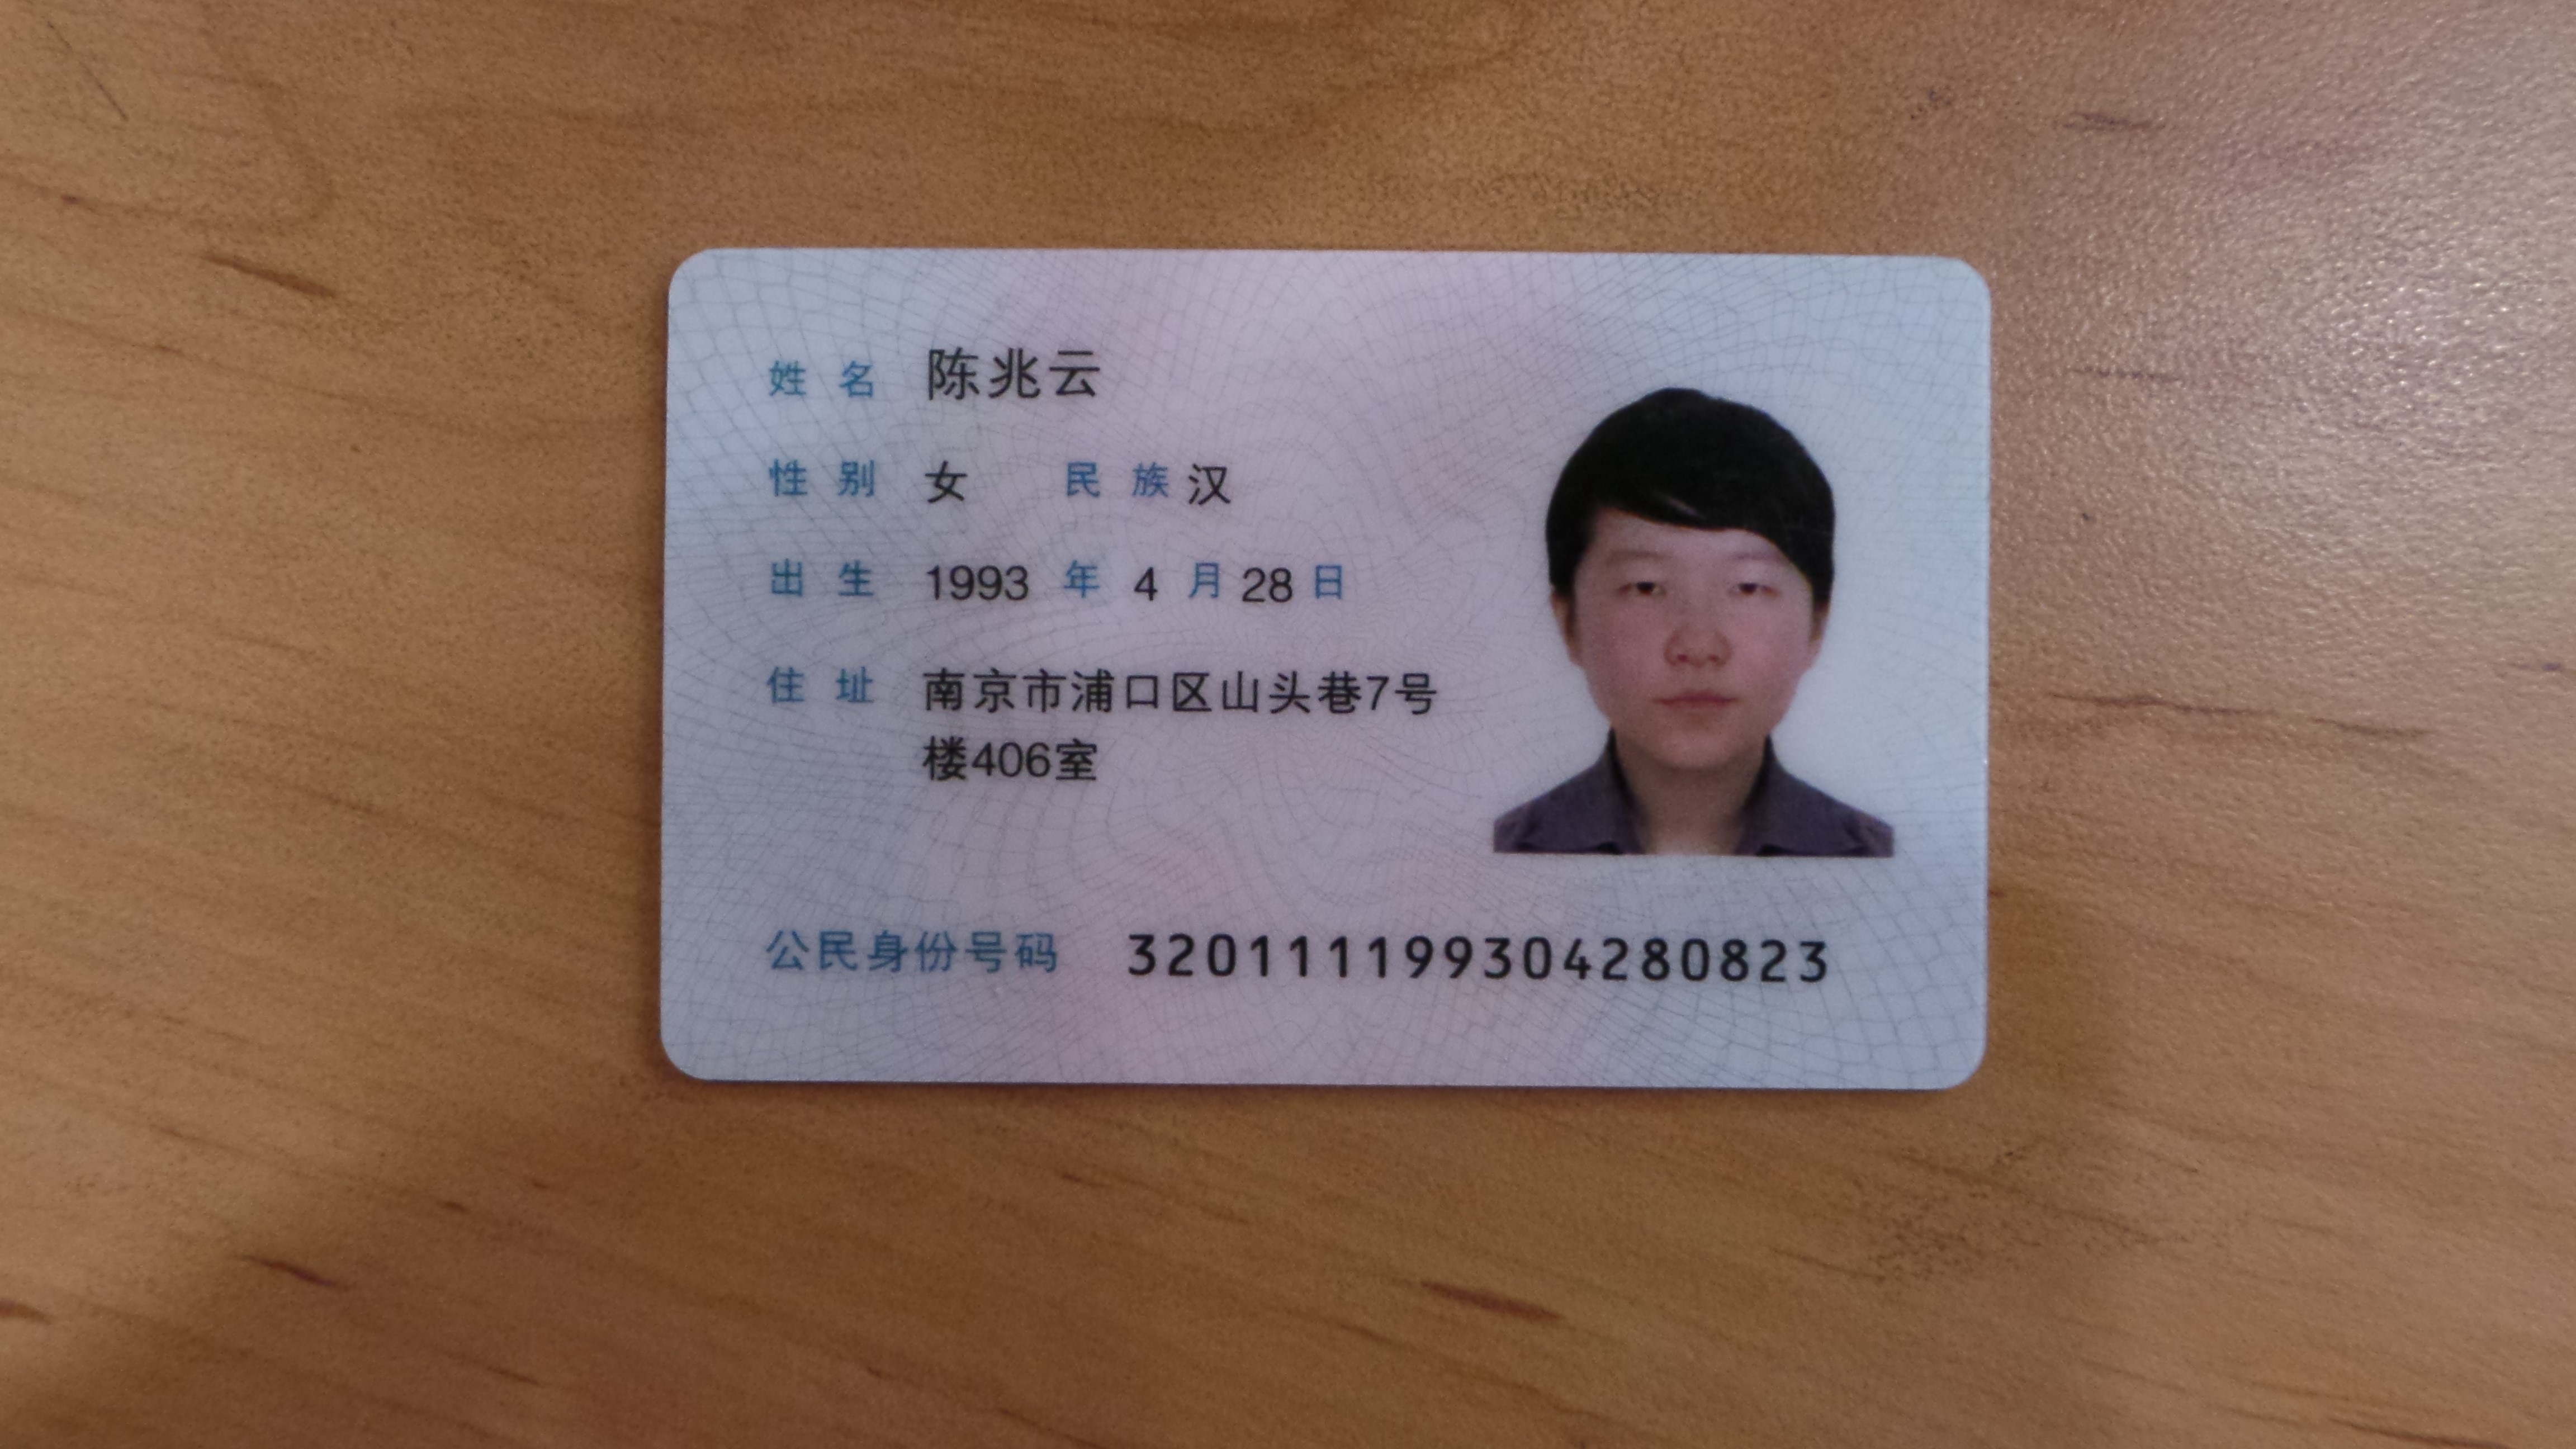 姓名 陈兆云
性别 女 民族 汉
出生 1993 年 4 月 28 日
住址 南京市浦口区山头巷7号
楼406室
公民身份号码 320111199304280823